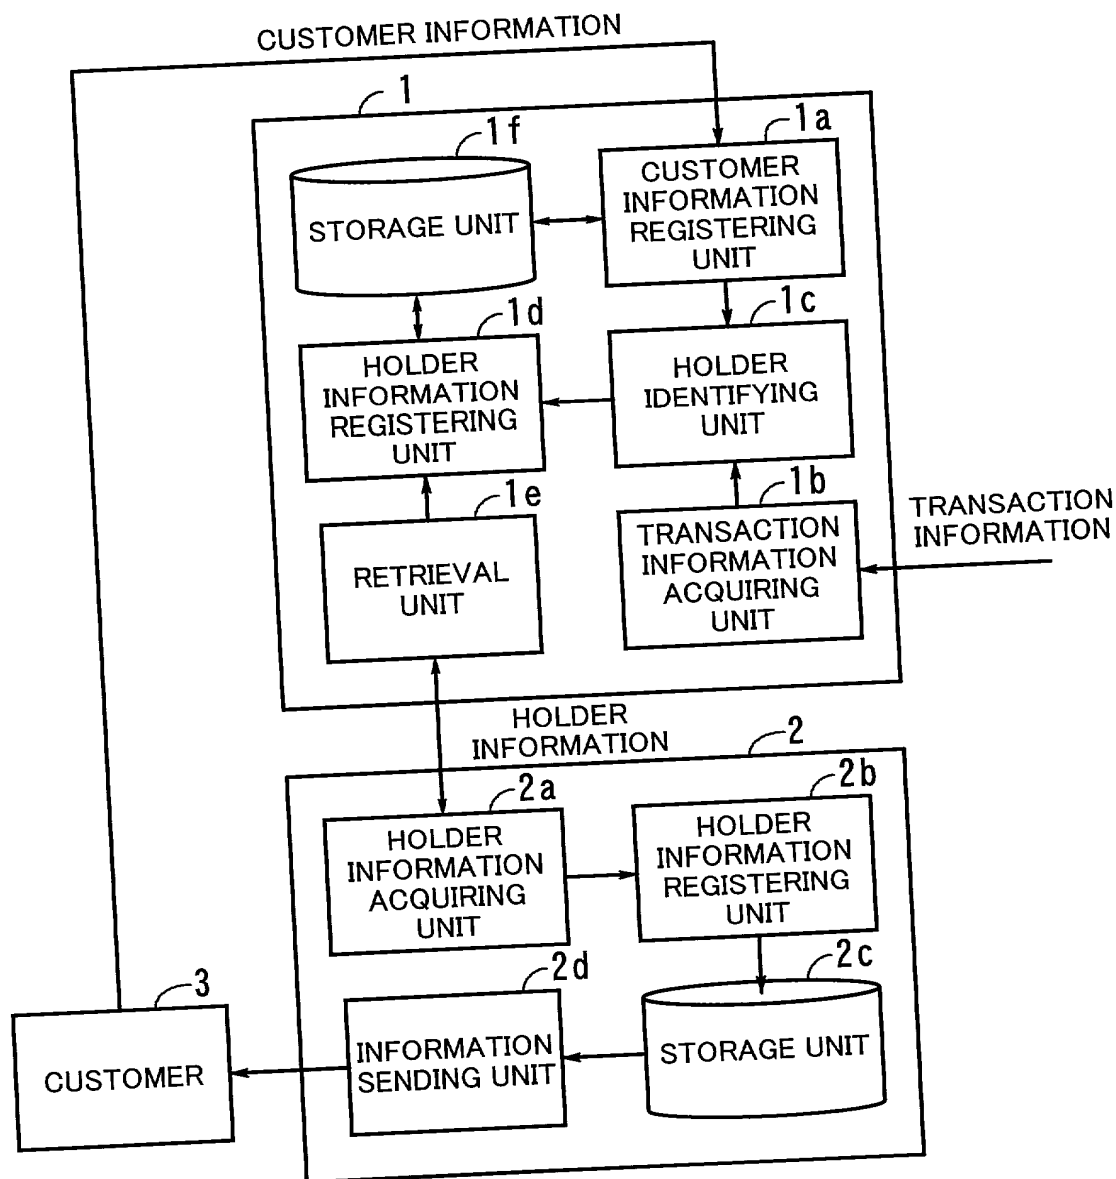 CUSTOMER INFORMATION
1
1f
1a
STORAGE UNIT
CUSTOMER
INFORMATION
REGISTERING
UNIT
1d
1c
HOLDER
INFORMATION
REGISTERING
UNIT
HOLDER
IDENTIFYING
UNIT
1e
1b
RETRIEVAL
UNIT
TRANSACTION
INFORMATION
ACQUIRING
UNIT
TRANSACTION
INFORMATION
HOLDER
INFORMATION
2
2a
2b
HOLDER
INFORMATION
ACQUIRING
UNIT
HOLDER
INFORMATION
REGISTERING
UNIT
3
2d
2c
CUSTOMER
INFORMATION
SENDING UNIT
STORAGE UNIT